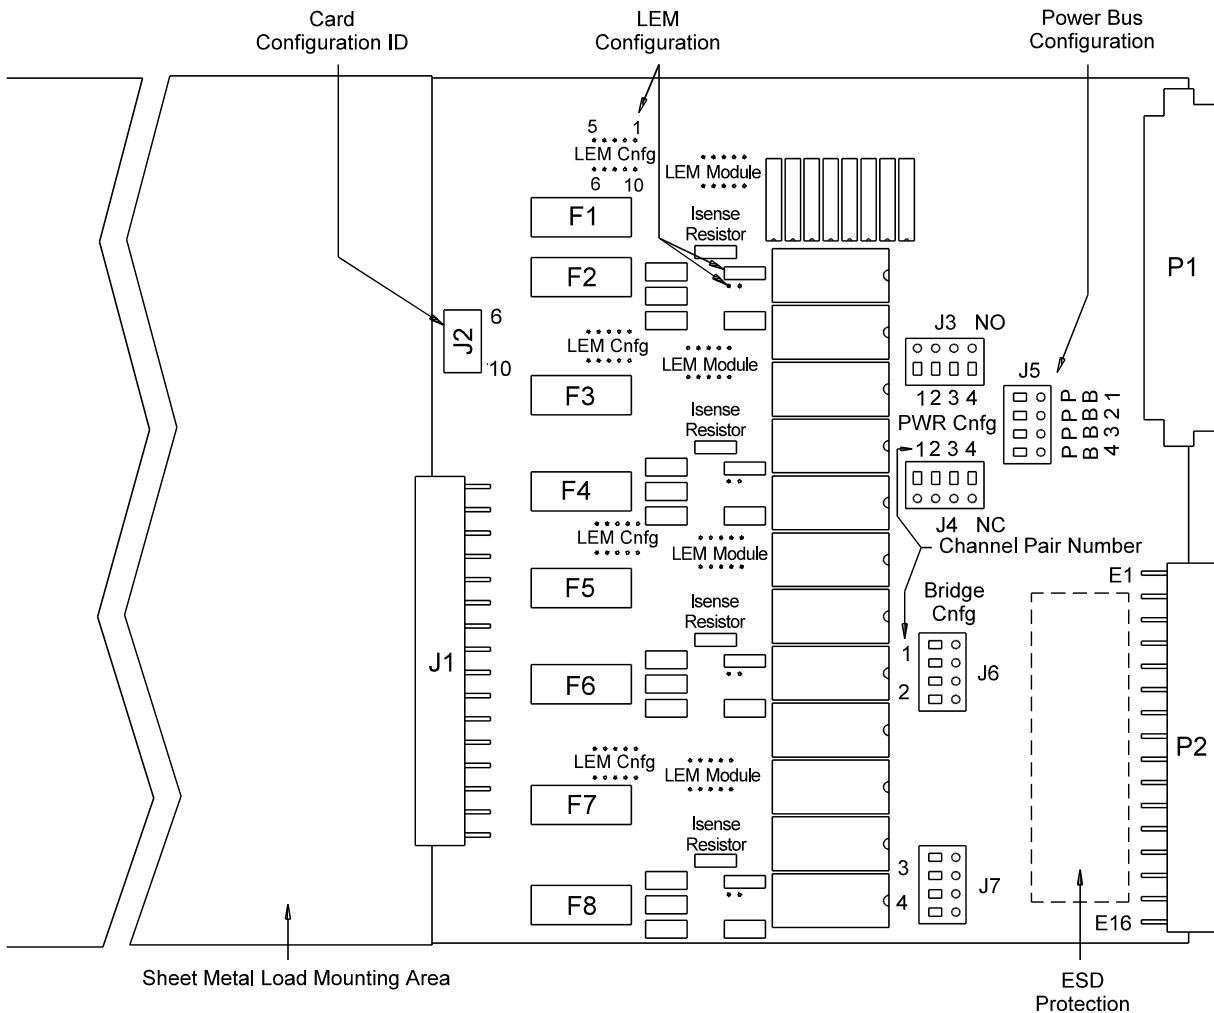 Card
Configuration ID
LEM
Configuration
Power Bus
Configuration
5 1
LEM Cnfg
6 10
LEM Module
F1
Isense
Resistor
P1
F2
J2
6
10
LEM Cnfg
LEM Module
J3 NO
1 2 3 4
PWR Cnfg
1 2 3 4
J4 NC
J5
P B 1
P B 2
P B 3
P B 4
F3
Isense
Resistor
F4
LEM Cnfg
LEM Module
Channel Pair Number
E1
F5
Isense
Resistor
Bridge
Cnfg
J1
1
2
J6
F6
P2
LEM Cnfg
LEM Module
F7
Isense
Resistor
3
4
J7
F8
E16
Sheet Metal Load Mounting Area
ESD
Protection